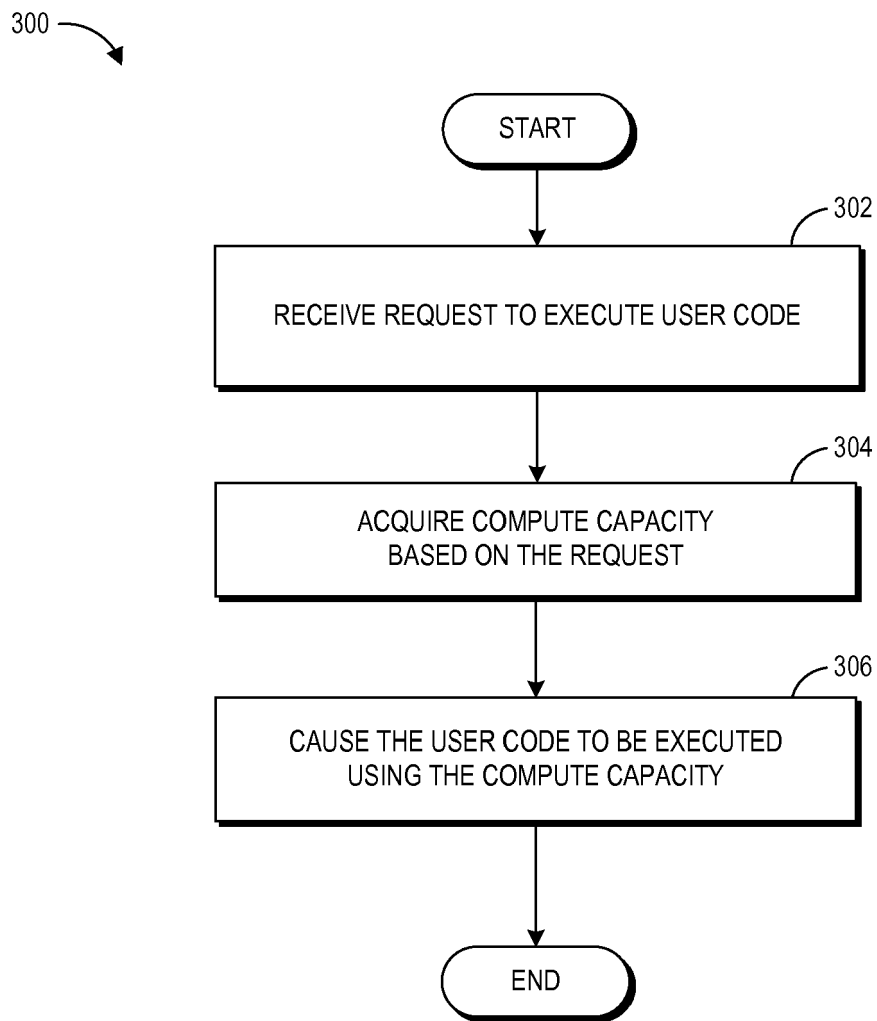 300
START
302
RECEIVE REQUEST TO EXECUTE USER CODE
304
ACQUIRE COMPUTE CAPACITY
BASED ON THE REQUEST
306
CAUSE THE USER CODE TO BE EXECUTED
USING THE COMPUTE CAPACITY
END